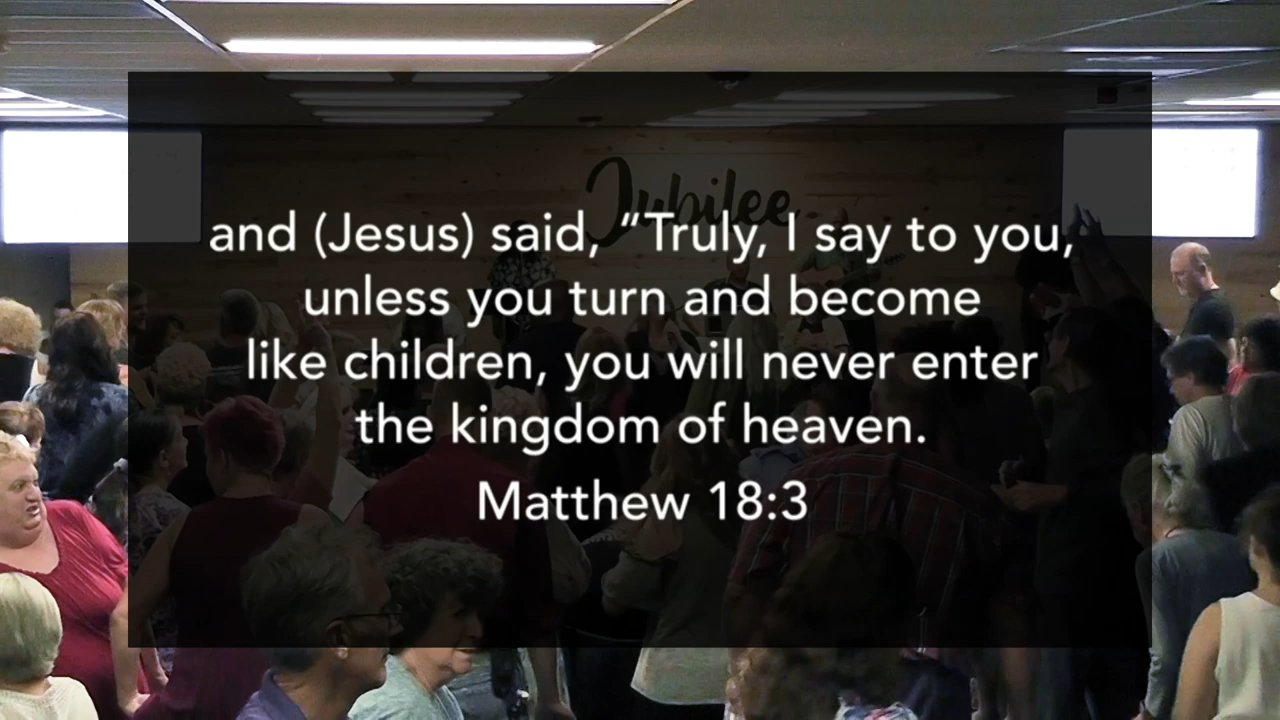 Jubilee
and (Jesus) said, “Truly, I say to you,
unless you turn and become
like children, you will never enter
the kingdom of heaven.
Matthew 18:3